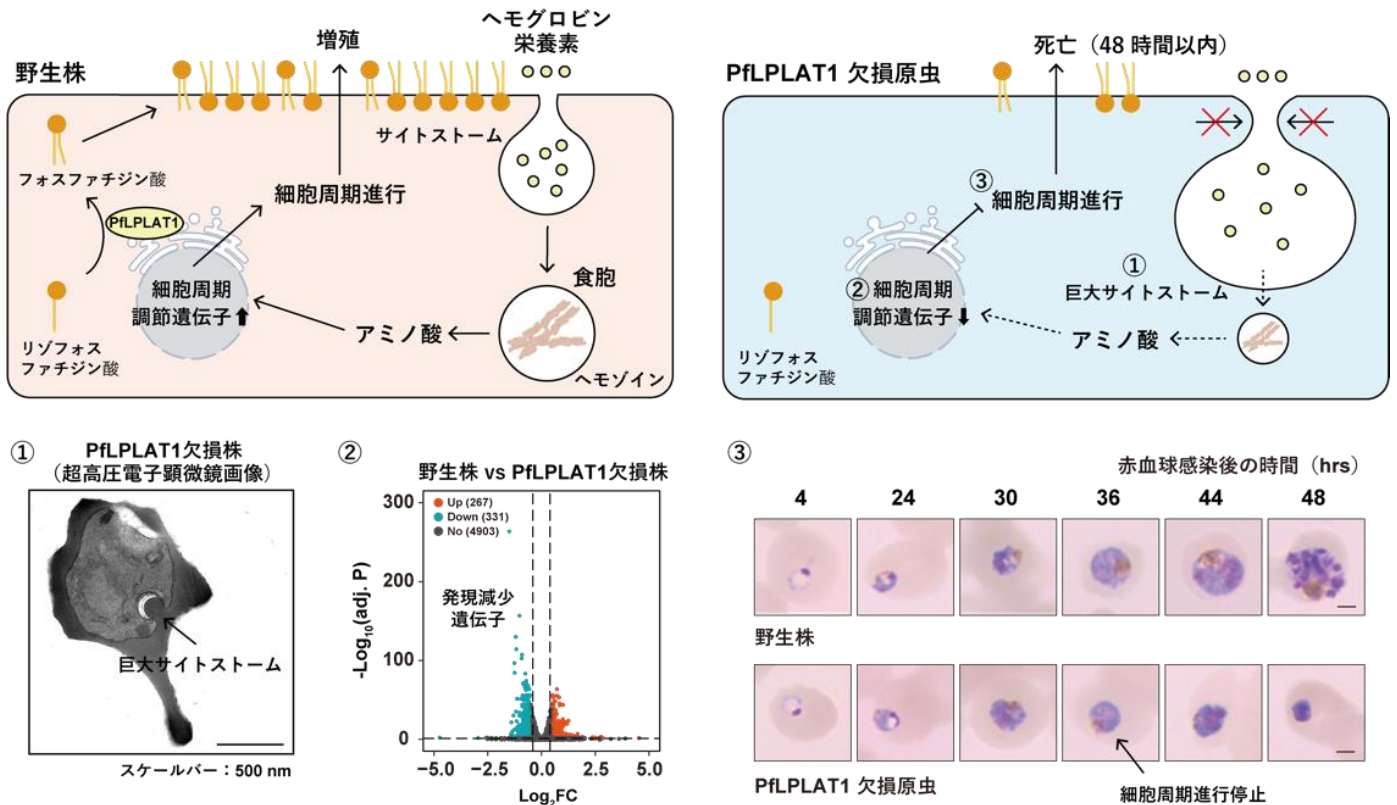 野生株
増殖
ヘモグロビン
栄養素
サイトストーム
フォスファチジン酸
PfLPLAT1
細胞周期進行
細胞周期
調節遺伝子⬆
食胞
アミノ酸
ヘモゾイン
リゾフォス
ファチジン酸
PfLPLAT1 欠損原虫
死亡（48 時間以内）
③
細胞周期進行
①
巨大サイトストーム
②細胞周期
調節遺伝子⬇
アミノ酸
リゾフォス
ファチジン酸
①
PfLPLAT1欠損株
（超高圧電子顕微鏡画像）
巨大サイトストーム
スケールバー：500 nm
②
野生株 vs PfLPLAT1欠損株
Up (267)
Down (331)
No (4903)
発現減少
遺伝子
-Log10(adj. P)
300
200
100
0
−5.0 −2.5 0.0 2.5 5.0
Log2FC
③
赤血球感染後の時間（hrs）
4 24 30 36 44 48
野生株
PfLPLAT1 欠損原虫
細胞周期進行停止